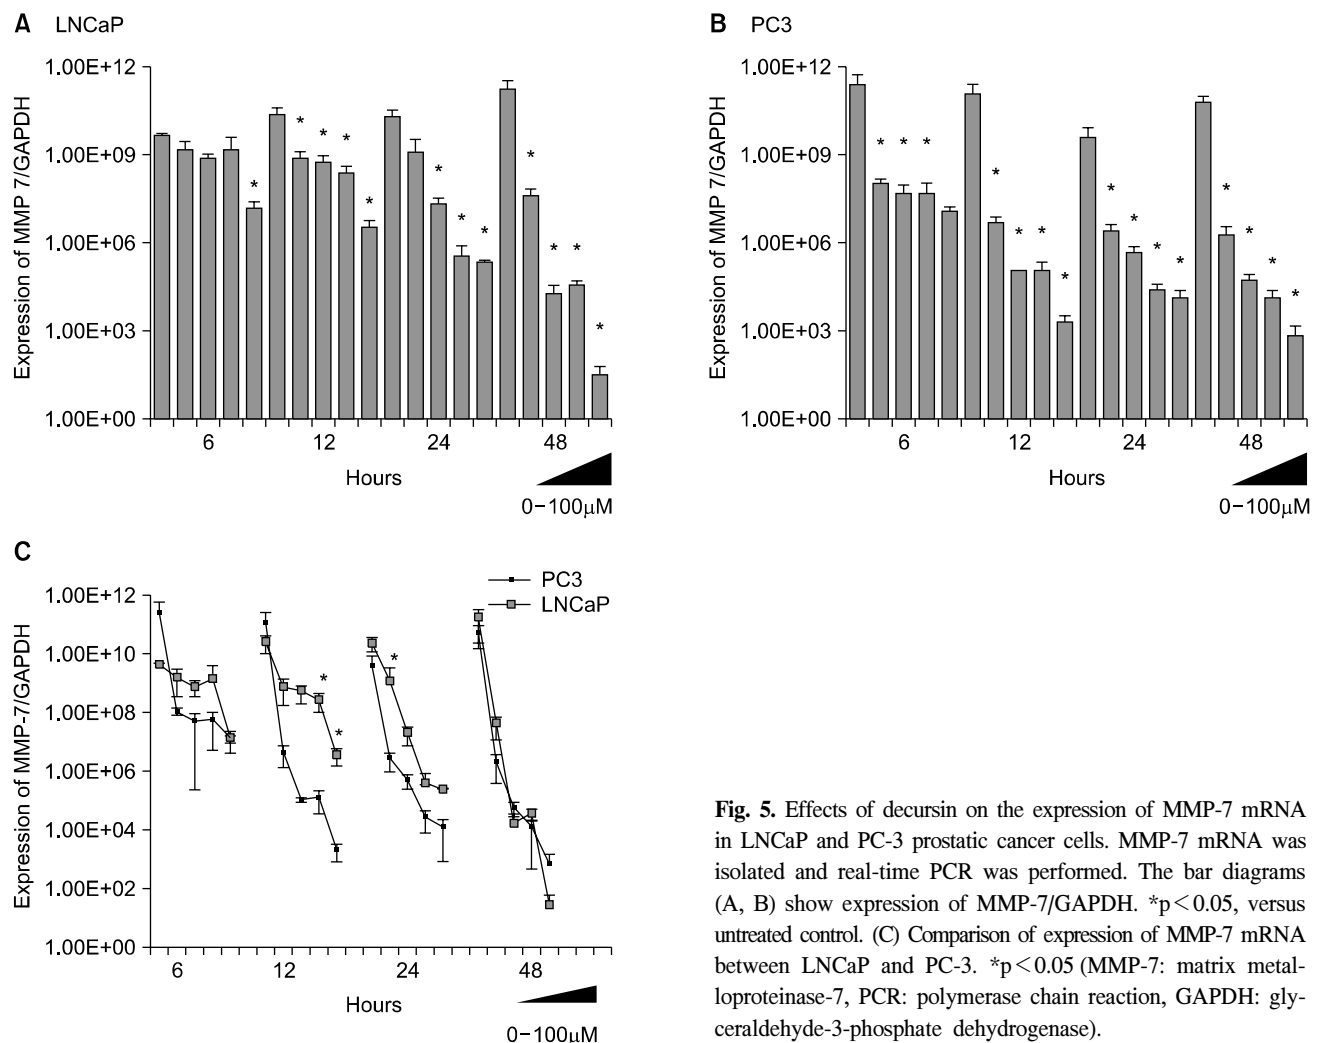 A LNCaP
Expression of MMP 7/GAPDH
1.00E+12
1.00E+09
1.00E+06
1.00E+03
1.00E+00
* * * * * * * * * * * *
6 12 24 48
Hours
0−100μM
B PC3
Expression of MMP 7/GAPDH
1.00E+12
1.00E+09
1.00E+06
1.00E+03
1.00E+00
* * * * * * * * * * * * * * *
6 12 24 48
Hours
0−100μM
C
PC3
LNCaP
Expression of MMP-7/GAPDH
1.00E+12
1.00E+10
1.00E+08
1.00E+06
1.00E+04
1.00E+02
1.00E+00
* * *
6 12 24 48
Hours
0−100μM
Fig. 5. Effects of decursin on the expression of MMP-7 mRNA
in LNCaP and PC-3 prostatic cancer cells. MMP-7 mRNA was
isolated and real-time PCR was performed. The bar diagrams
(A, B) show expression of MMP-7/GAPDH. *p<0.05, versus
untreated control. (C) Comparison of expression of MMP-7 mRNA
between LNCaP and PC-3. *p<0.05 (MMP-7: matrix metal-
loproteinase-7, PCR: polymerase chain reaction, GAPDH: gly-
ceraldehyde-3-phosphate dehydrogenase).